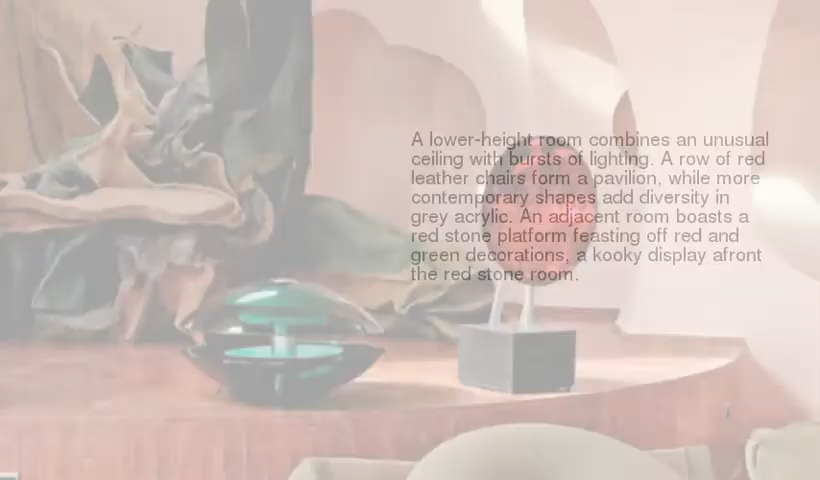 A lower-height room combines an unusual
ceiling with bursts of lighting. A row of red
leather chairs form a pavilion, while more
contemporary shapes add diversity in
grey acrylic. An adjacent room boasts a
red stone platform feasting off red and
green decorations, a kooky display afront
the red stone room.